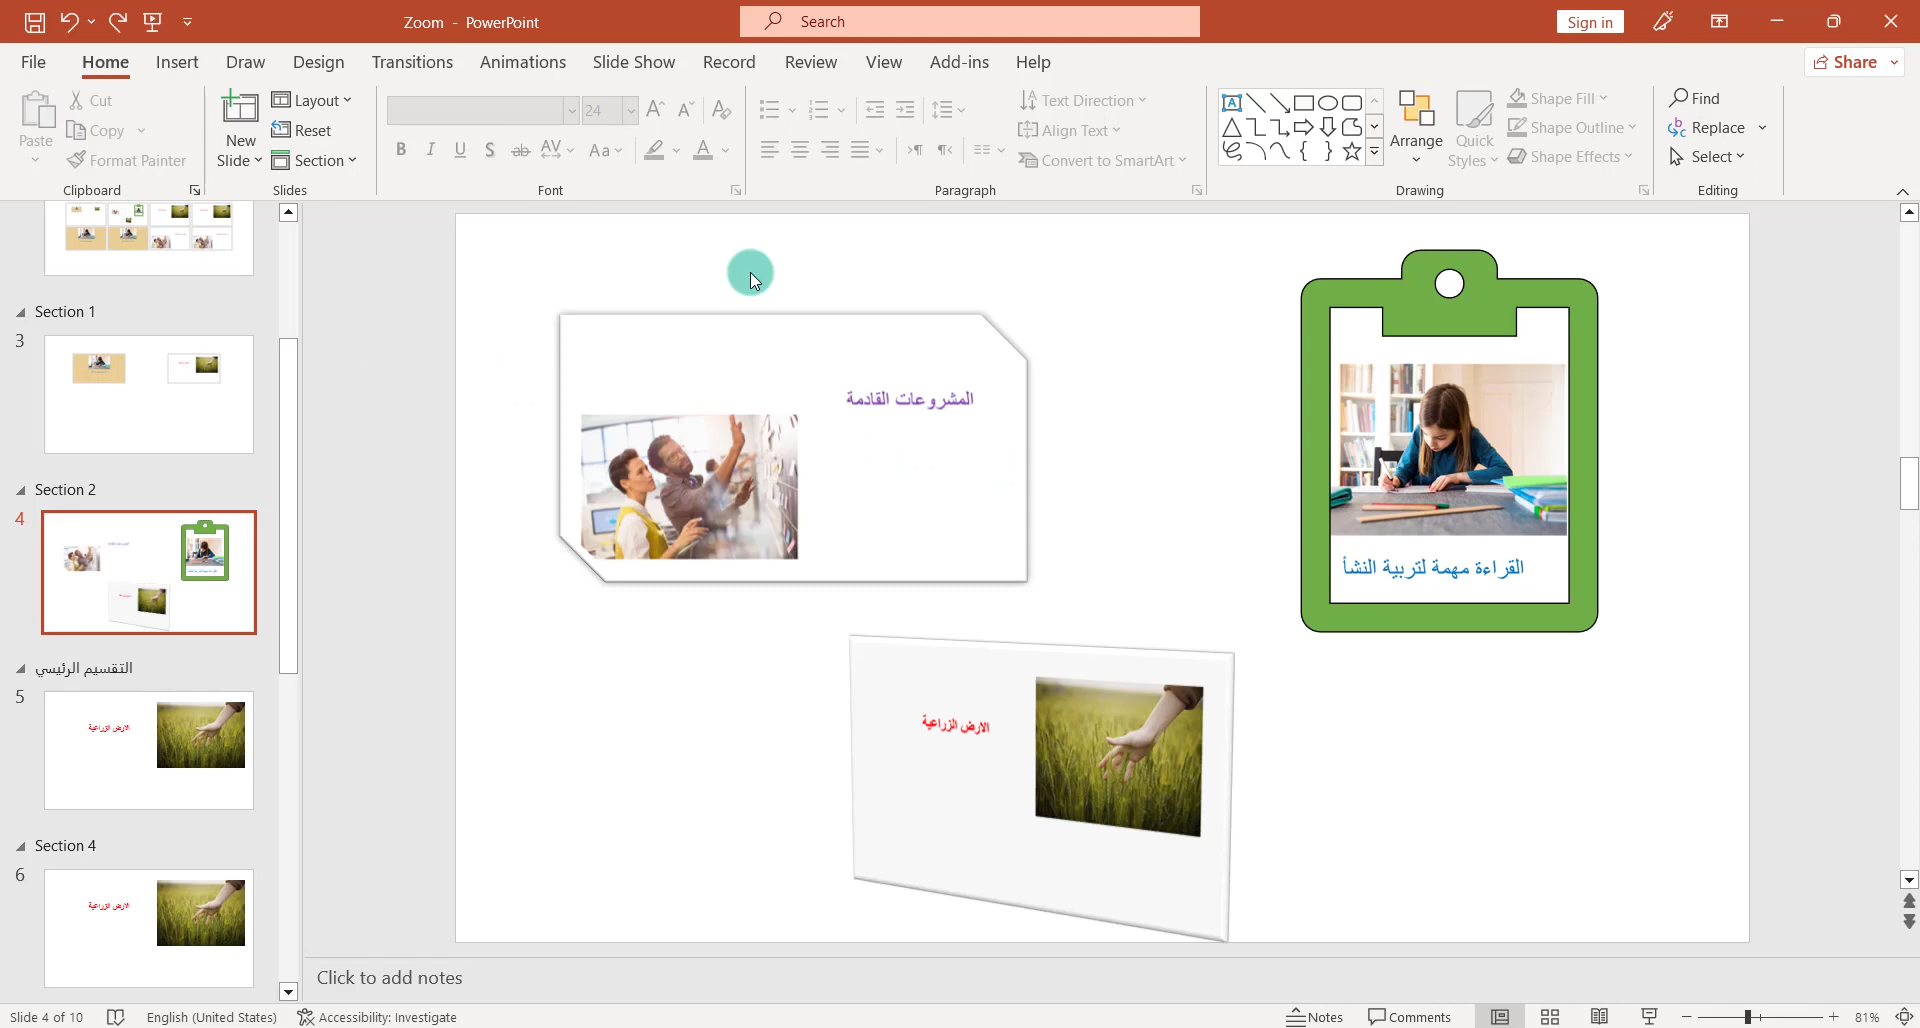 Zoom - PowerPoint
Search
Sign in
File Home Insert Draw Design Transitions Animations Slide Show Record Review View Add-ins Help
Share
Paste
Cut
Copy
Format Painter
Clipboard
New Slide
Layout
Reset
Section
Slides
24
B I U S ab AV Aa A
Font
Text Direction
Align Text
Convert to SmartArt
Paragraph
Arrange
Quick Styles
Shape Fill
Shape Outline
Shape Effects
Drawing
Find
Replace
Select
Editing
Section 1
3
Section 2
4
التقسيم الرئيسي
5
الارض الزراعية
Section 4
6
الارض الزراعية
المشروعات القادمة
القراءة مهمة لتربية النشأ
الارض الزراعية
Click to add notes
Slide 4 of 10
English (United States)
Accessibility: Investigate
Notes
Comments
81%